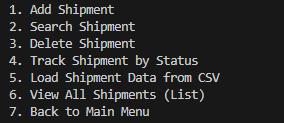 1. Add Shipment
2. Search Shipment
3. Delete Shipment
4. Track Shipment by Status
5. Load Shipment Data from CSV
6. View All Shipments (List)
7. Back to Main Menu